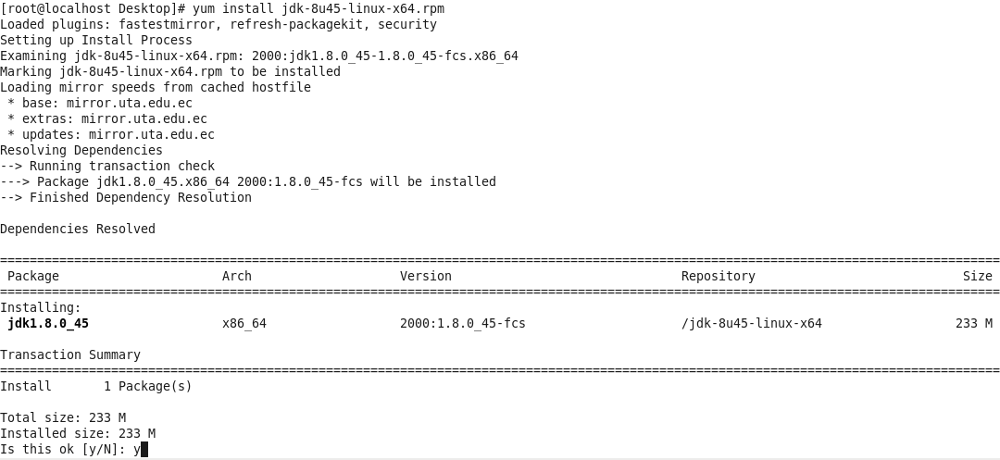 [root@localhost Desktop]# yum install jdk-8u45-linux-x64.rpm
Loaded plugins: fastestmirror, refresh-packagekit, security
Setting up Install Process
Examining jdk-8u45-linux-x64.rpm: 2000:jdk1.8.0_45-1.8.0_45-fcs.x86_64
Marking jdk-8u45-linux-x64.rpm to be installed
Loading mirror speeds from cached hostfile
 * base: mirror.uta.edu.ec
 * extras: mirror.uta.edu.ec
 * updates: mirror.uta.edu.ec
Resolving Dependencies
--> Running transaction check
---> Package jdk1.8.0_45.x86_64 2000:1.8.0_45-fcs will be installed
--> Finished Dependency Resolution

Dependencies Resolved

=======================================================================================================================================
 Package                      Arch                    Version                               Repository                            Size
=======================================================================================================================================
Installing:
 jdk1.8.0_45                  x86_64                  2000:1.8.0_45-fcs                     /jdk-8u45-linux-x64                  233 M

Transaction Summary
=======================================================================================================================================
Install       1 Package(s)

Total size: 233 M
Installed size: 233 M
Is this ok [y/N]: y